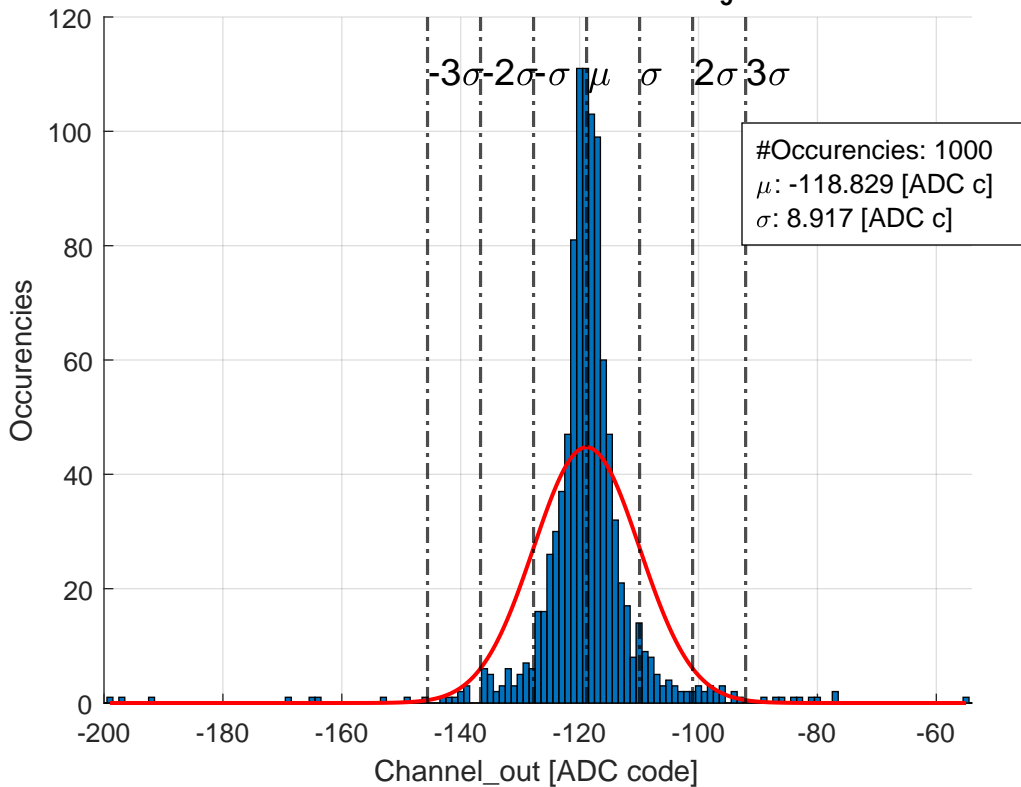 g
120
100
80
60
40
20
0
-3σ -2σ -σ μ σ 2σ 3σ
#Occurencies: 1000
μ: -118.829 [ADC c]
σ: 8.917 [ADC c]
Occurencies
-200 -180 -160 -140 -120 -100 -80 -60
Channel_out [ADC code]